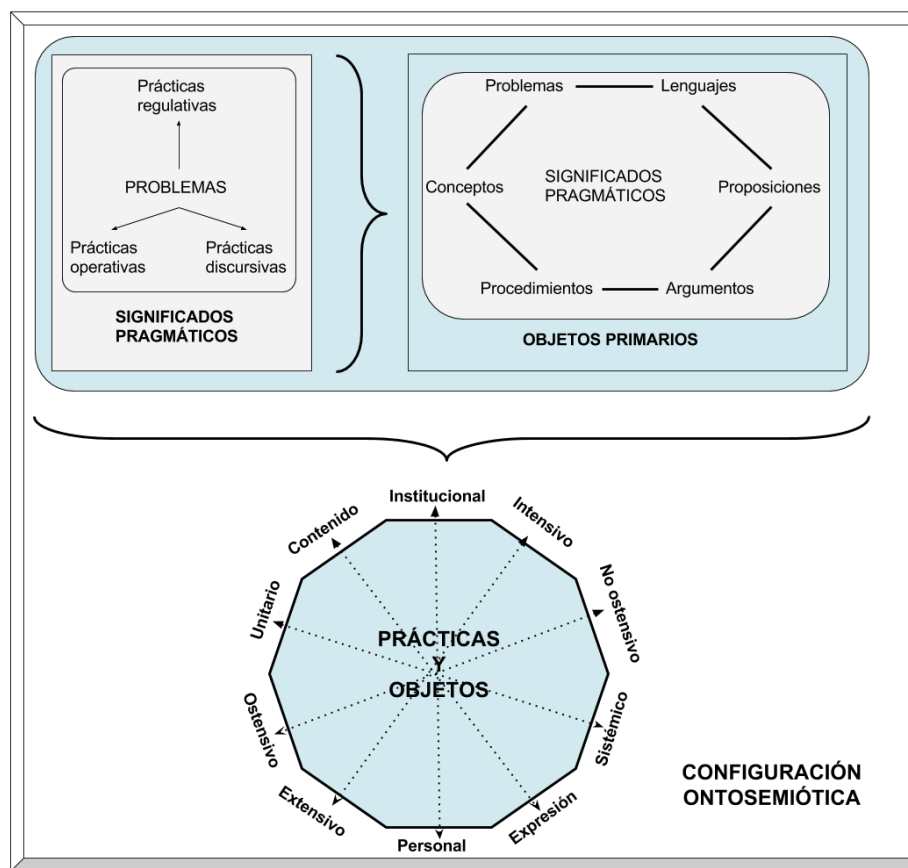 Prácticas
regulativas
PROBLEMAS
Prácticas
operativas
Prácticas
discursivas
SIGNIFICADOS
PRAGMÁTICOS
Problemas
Lenguajes
Conceptos
SIGNIFICADOS
PRAGMÁTICOS
Proposiciones
Procedimientos
Argumentos
OBJETOS PRIMARIOS
Institucional
Contenido
Intensivo
Unitario
No ostensivo
PRÁCTICAS
Y
OBJETOS
Ostensivo
Sistémico
Extensivo
Expresión
Personal
CONFIGURACIÓN
ONTOSEMIÓTICA